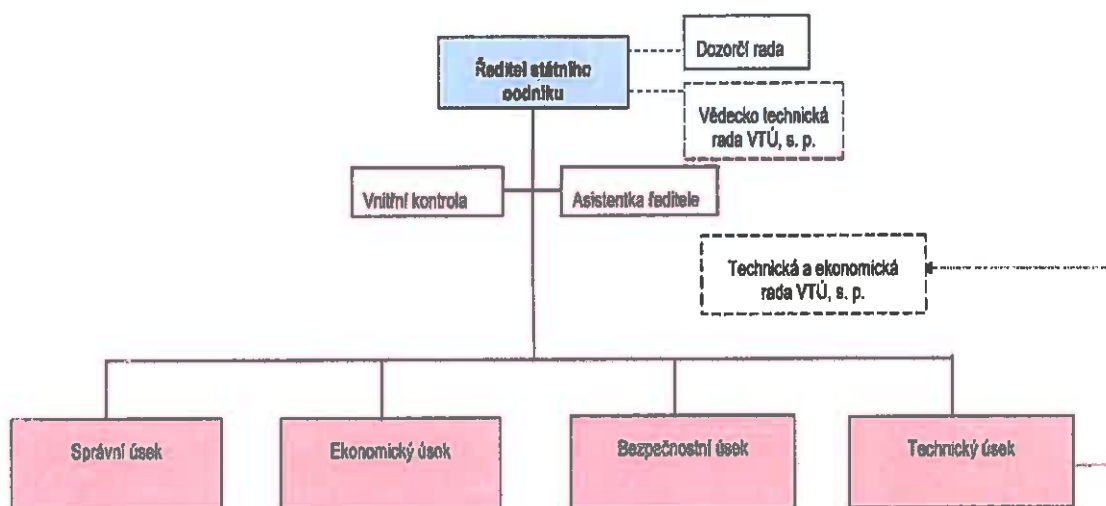 Ředitel státního
podniku
Dozorčí rada
Vědecko technická
rada VTÚ, s. p.
Vnitřní kontrola
Asistentka ředitele
Technická a ekonomická
rada VTÚ, s. p.
Správní úsek
Ekonomický úsek
Bezpečnostní úsek
Technický úsek